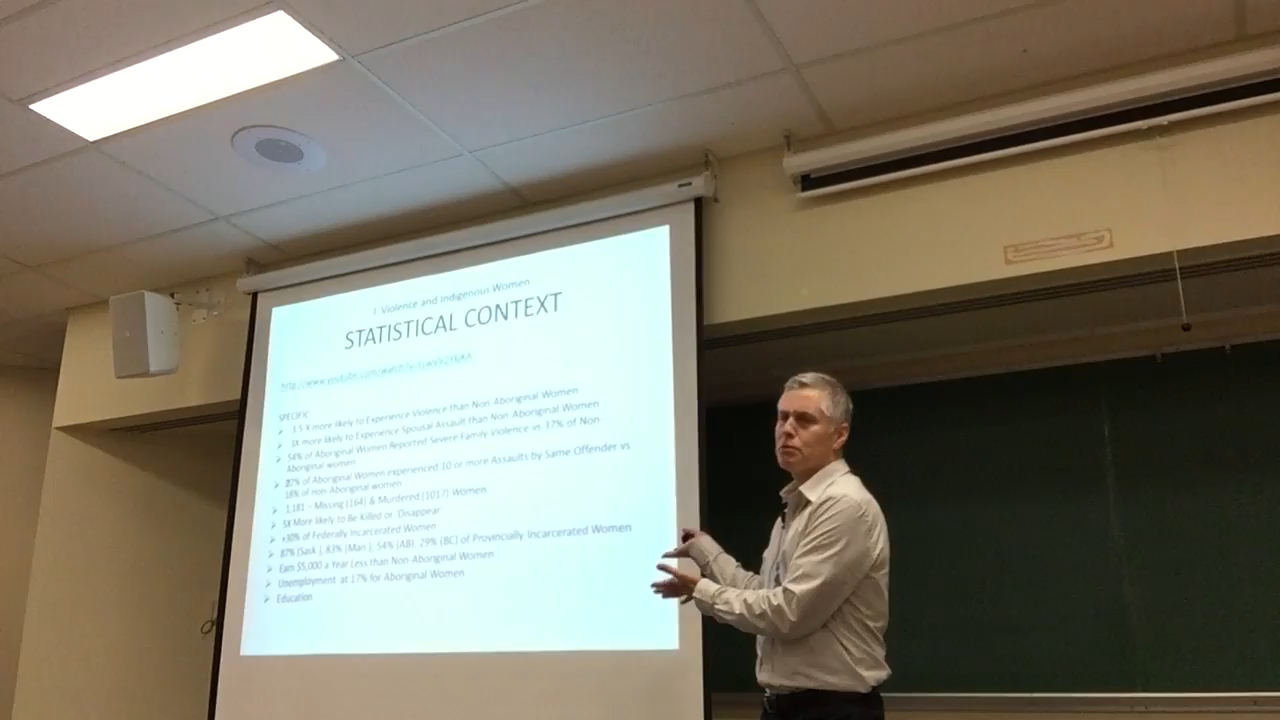 I. Violence and Indigenous Women
STATISTICAL CONTEXT
http://www.youtube.com/watch?v=
SPECIFIC
3.5 X more likely to Experience Violence than Non-Aboriginal Women
3X more likely to Experience Spousal Assault than Non-Aboriginal Women
54% of Aboriginal Women Reported Severe Family Violence vs 37% of Non-
Aboriginal women
27% of Aboriginal Women experienced 10 or more Assaults by Same Offender vs
18% of non-Aboriginal women
1,181 – Missing (164) & Murdered (1017) Women
5X More likely to Be Killed or 'Disappear'
+30% of Federally Incarcerated Women
87% (Sask.), 83% (Man.), 54% (AB), 29% (BC) of Provincially Incarcerated Women
Earn $5,000 a Year Less than Non-Aboriginal Women
Unemployment at 17% for Aboriginal Women
Education